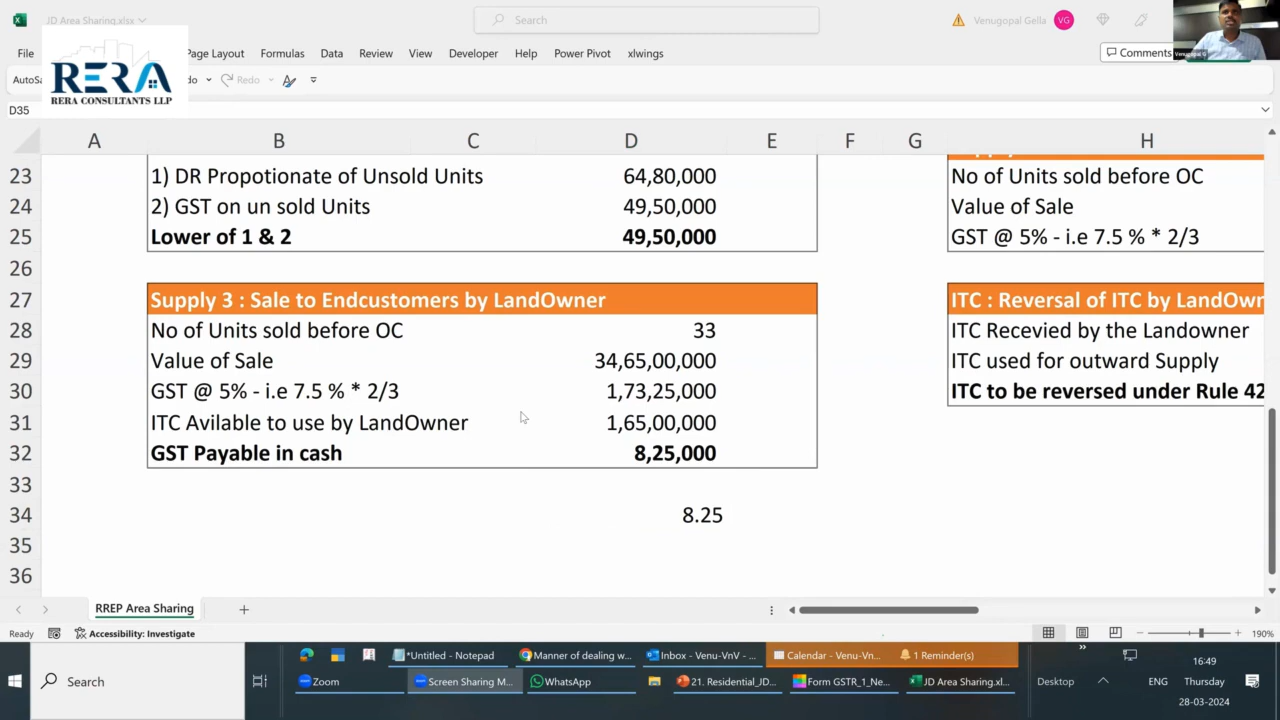 JD Area Sharing.xlsx
Search
Venugopal Gella
VG
File
Page Layout
Formulas
Data
Review
View
Developer
Help
Power Pivot
xlwings
Comments
Redo
RERA
RERA CONSULTANTS LLP
Venugopal G
D35
A B C D E F G H
23 1) DR Propotionate of Unsold Units 64,80,000 No of Units sold before OC
24 2) GST on un sold Units 49,50,000 Value of Sale
25 Lower of 1 & 2 49,50,000 GST @ 5% - i.e 7.5 % * 2/3
26
27 Supply 3 : Sale to Endcustomers by LandOwner ITC : Reversal of ITC by LandOwr
28 No of Units sold before OC 33 ITC Recevied by the Landowner
29 Value of Sale 34,65,00,000 ITC used for outward Supply
30 GST @ 5% - i.e 7.5 % * 2/3 1,73,25,000 ITC to be reversed under Rule 42
31 ITC Avilable to use by LandOwner 1,65,00,000
32 GST Payable in cash 8,25,000
33
34 8.25
35
36
RREP Area Sharing
Ready
Accessibility: Investigate
190%
*Untitled - Notepad
Manner of dealing w...
Inbox - Venu-VnV - ...
Calendar - Venu-Vn...
1 Reminder(s)
16:49
Search
Zoom
Screen Sharing M...
WhatsApp
21. Residential_JD...
Form GSTR_1_Ne...
JD Area Sharing.xl...
Desktop
ENG
Thursday
28-03-2024